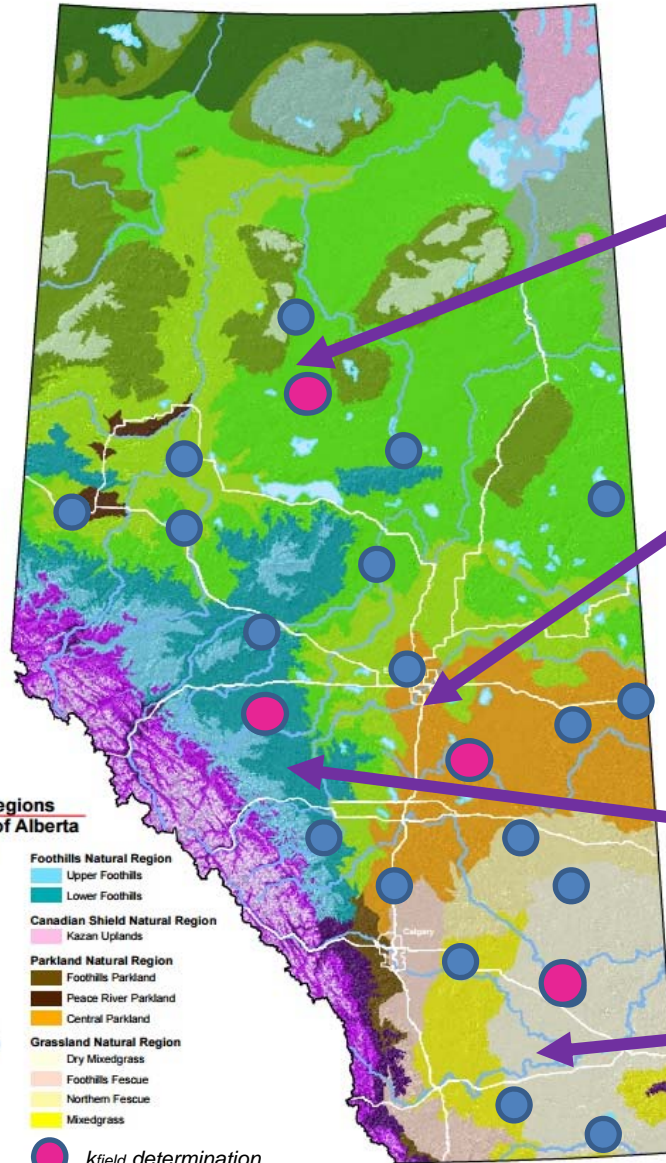 Calgary
egions
of Alberta
Foothills Natural Region
Upper Foothills
Lower Foothills
Canadian Shield Natural Region
Kazan Uplands
Parkland Natural Region
Foothills Parkland
Peace River Parkland
Central Parkland
Grassland Natural Region
Dry Mixedgrass
Foothills Fescue
Northern Fescue
Mixedgrass
kfield determination